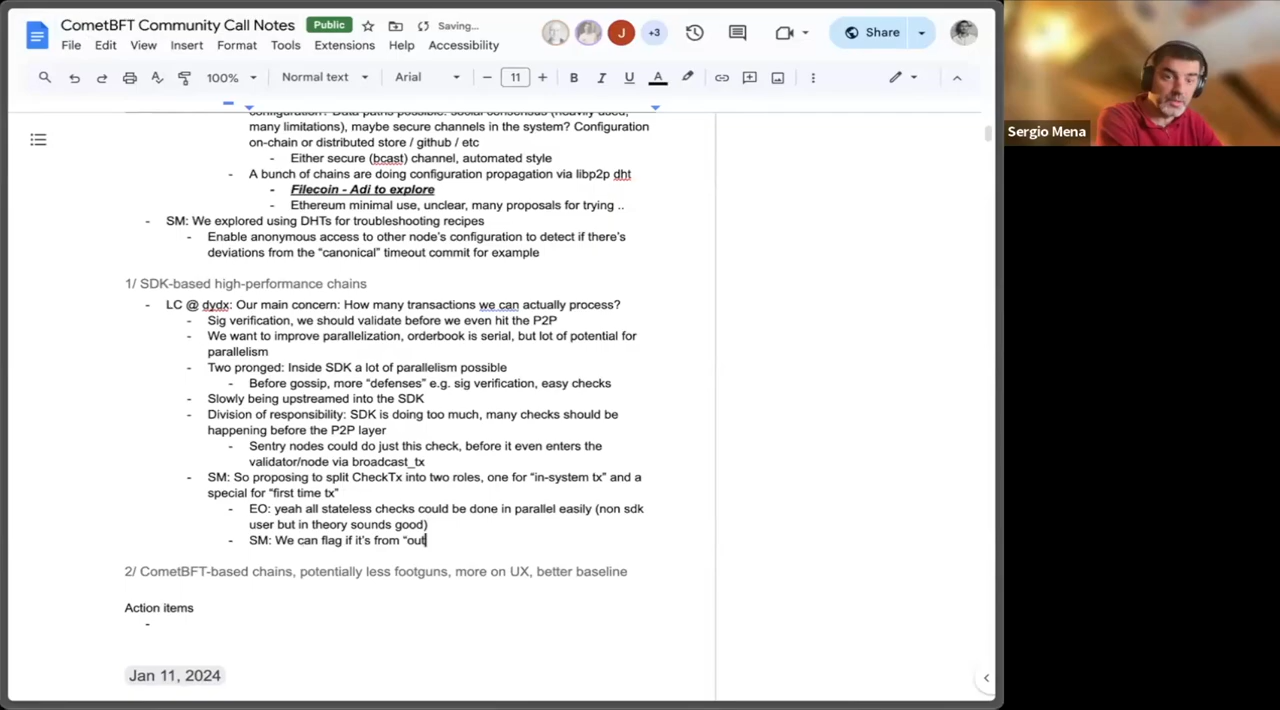 CometBFT Community Call Notes
Public
Saving...
File Edit View Insert Format Tools Extensions Help Accessibility
J
+3
Share
100%
Normal text
Arial
11
B I U A
configuration? Data paths possible: social consensus (heavily used,
many limitations), maybe secure channels in the system? Configuration
on-chain or distributed store / github / etc
- Either secure (bcast) channel, automated style
- A bunch of chains are doing configuration propagation via libp2p dht
- Filecoin - Adi to explore
- Ethereum minimal use, unclear, many proposals for trying ..
- SM: We explored using DHTs for troubleshooting recipes
- Enable anonymous access to other node's configuration to detect if there's
deviations from the “canonical” timeout commit for example
1/ SDK-based high-performance chains
- LC @ dydx: Our main concern: How many transactions we can actually process?
- Sig verification, we should validate before we even hit the P2P
- We want to improve parallelization, orderbook is serial, but lot of potential for
parallelism
- Two pronged: Inside SDK a lot of parallelism possible
- Before gossip, more “defenses” e.g. sig verification, easy checks
- Slowly being upstreamed into the SDK
- Division of responsibility: SDK is doing too much, many checks should be
happening before the P2P layer
- Sentry nodes could do just this check, before it even enters the
validator/node via broadcast_tx
- SM: So proposing to split CheckTx into two roles, one for “in-system tx” and a
special for “first time tx”
- EO: yeah all stateless checks could be done in parallel easily (non sdk
user but in theory sounds good)
- SM: We can flag if it's from “out
2/ CometBFT-based chains, potentially less footguns, more on UX, better baseline
Action items
-
Jan 11, 2024
Sergio Mena